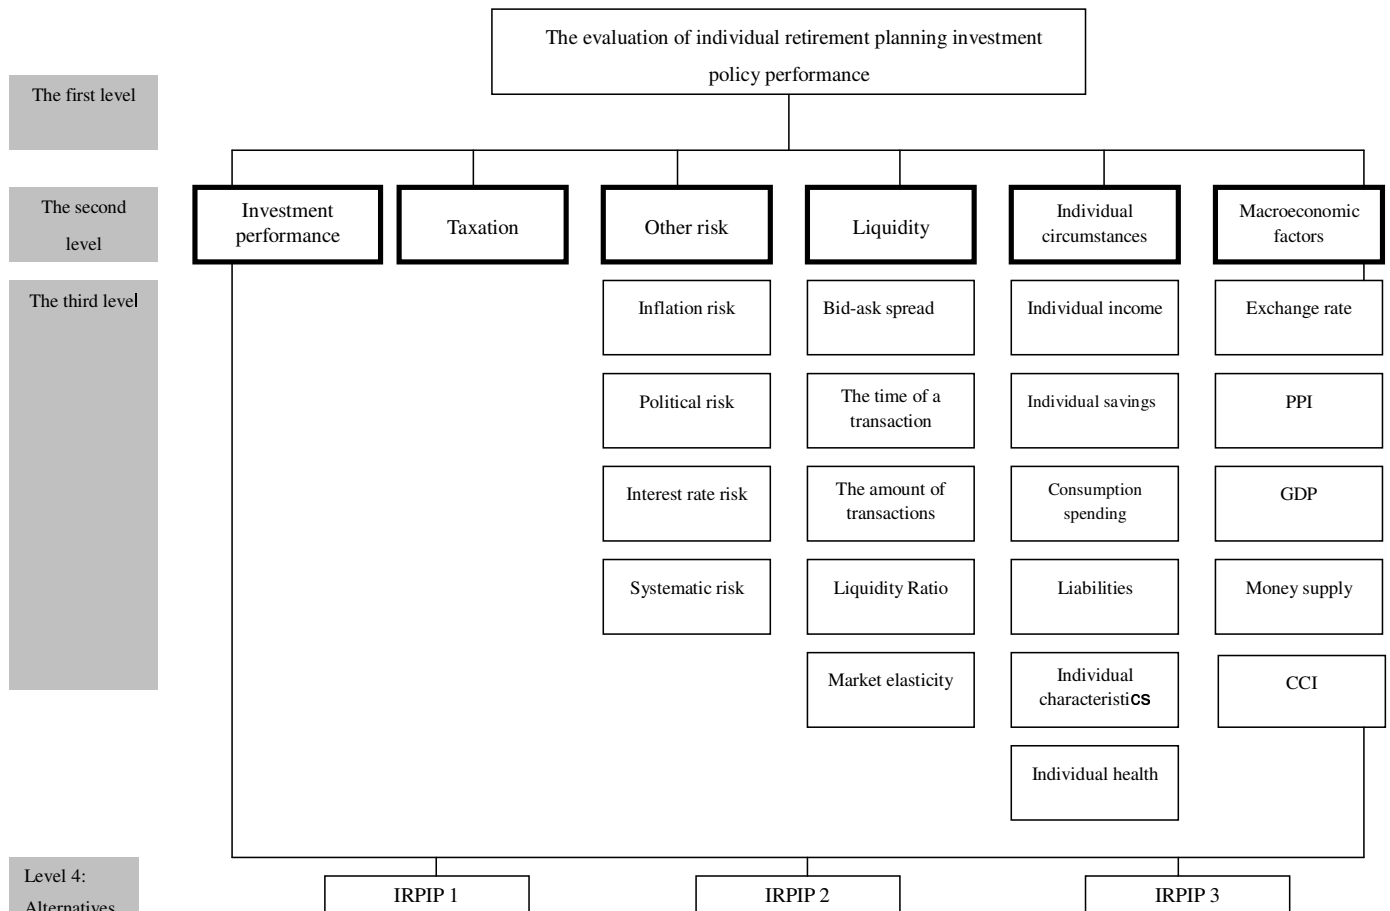 The evaluation of individual retirement planning investment
policy performance
The first level
The second
level
Investment
performance
Taxation
Other risk
Liquidity
Individual
circumstances
Macroeconomic
factors
The third level
Inflation risk
Bid-ask spread
Individual income
Exchange rate
Political risk
The time of a
transaction
Individual savings
PPI
Interest rate risk
The amount of
transactions
Consumption
spending
GDP
Systematic risk
Liquidity Ratio
Liabilities
Money supply
Market elasticity
Individual
characteristics
CCI
Individual health
Level 4:
Alternatives
IRPIP 1
IRPIP 2
IRPIP 3